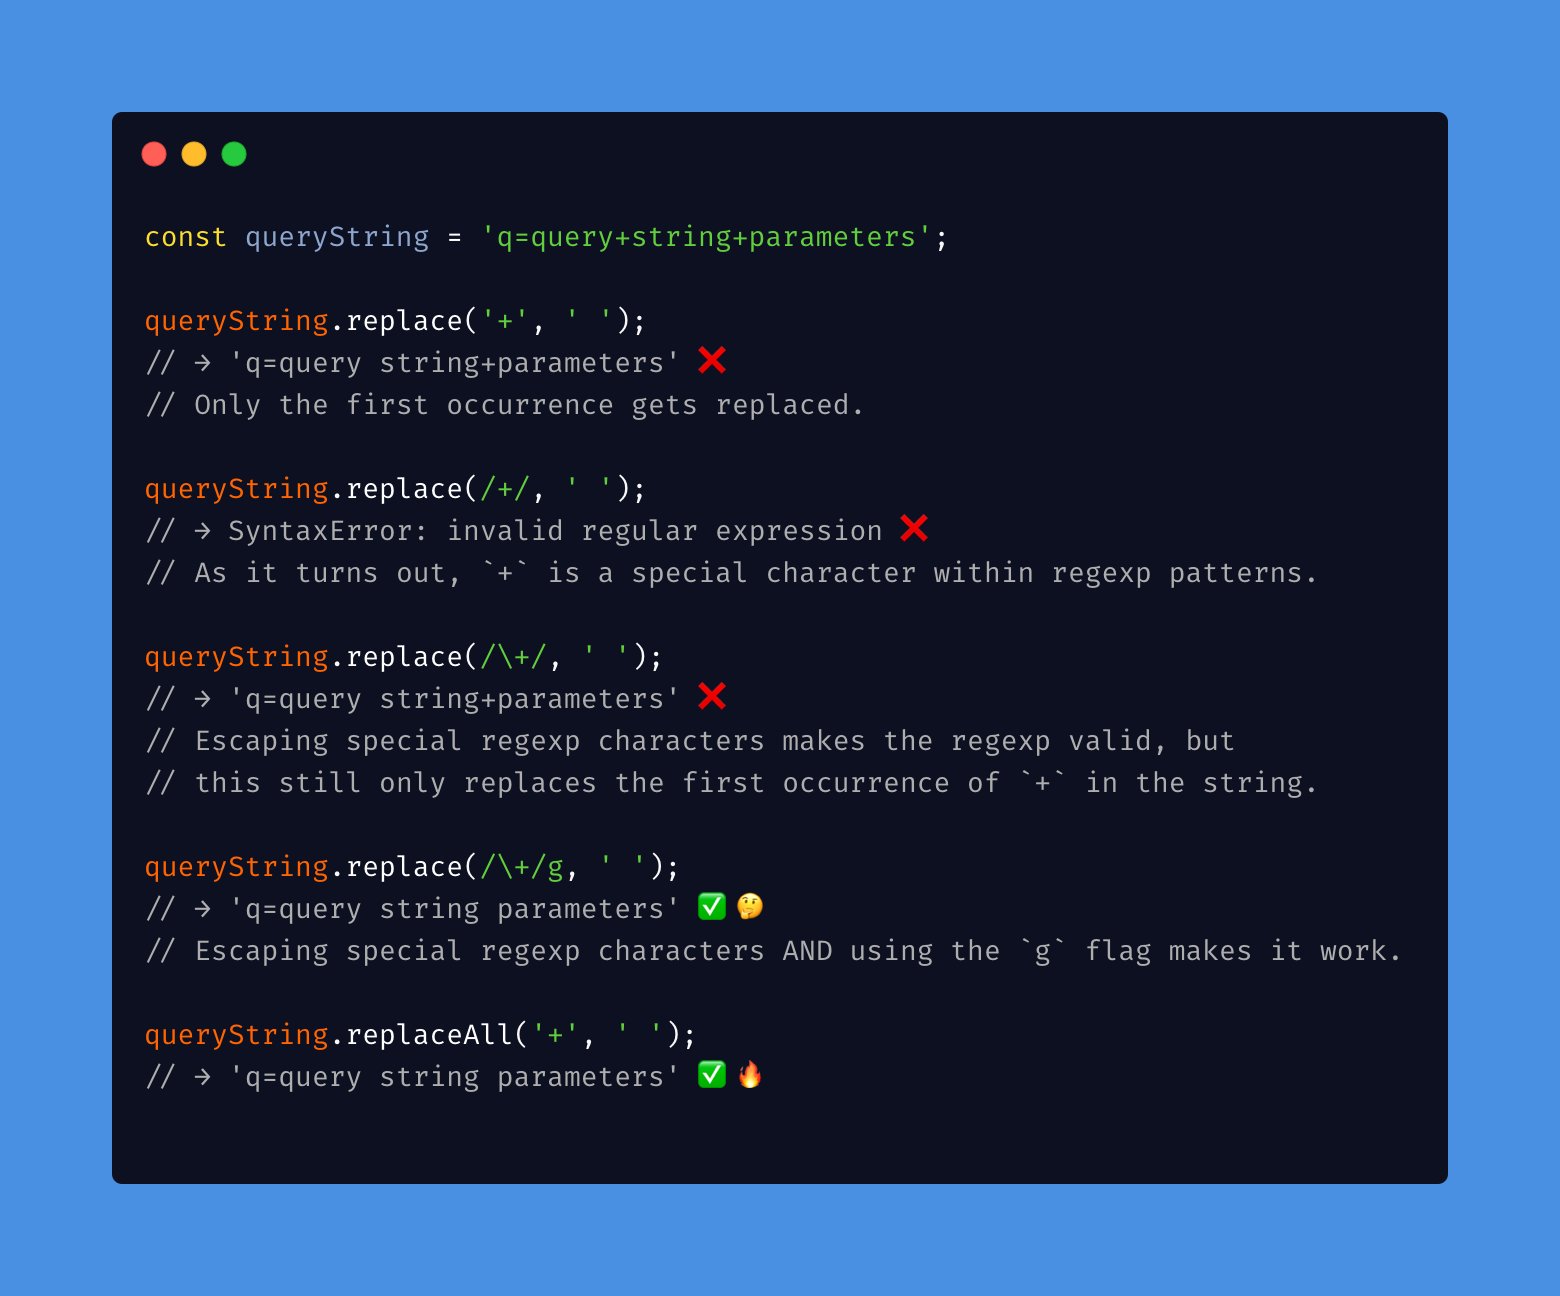 const queryString = 'q=query+string+parameters';
queryString.replace('+', ' ');
// → 'q=query string+parameters' ❌
// Only the first occurrence gets replaced.
queryString.replace(/+/, ' ');
// → SyntaxError: invalid regular expression ❌
// As it turns out, `+` is a special character within regexp patterns.
queryString.replace(/\+/, ' ');
// → 'q=query string+parameters' ❌
// Escaping special regexp characters makes the regexp valid, but
// this still only replaces the first occurrence of `+` in the string.
queryString.replace(/\+/g, ' ');
// → 'q=query string parameters' ✅ 🤔
// Escaping special regexp characters AND using the `g` flag makes it work.
queryString.replaceAll('+', ' ');
// → 'q=query string parameters' ✅ 🔥